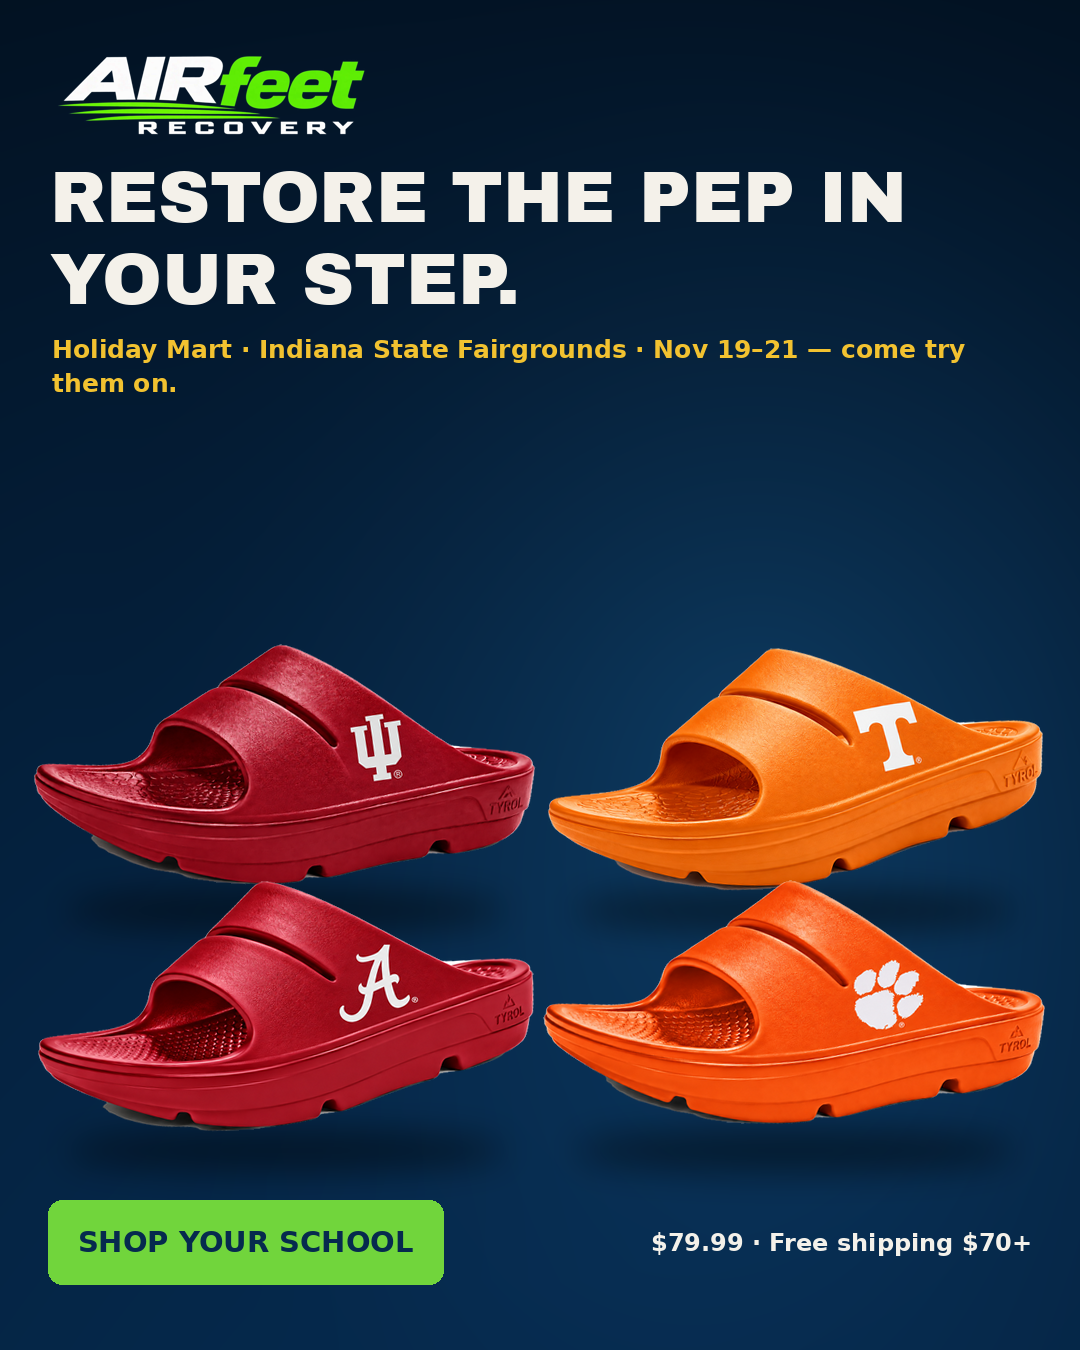 AIRfeet
RECOVERY
RESTORE THE PEP IN
YOUR STEP.
Holiday Mart · Indiana State Fairgrounds · Nov 19–21 — come try
them on.
IU®
TYROL
T®
TYROL
A®
TYROL
®
TYROL
SHOP YOUR SCHOOL
$79.99 · Free shipping $70+